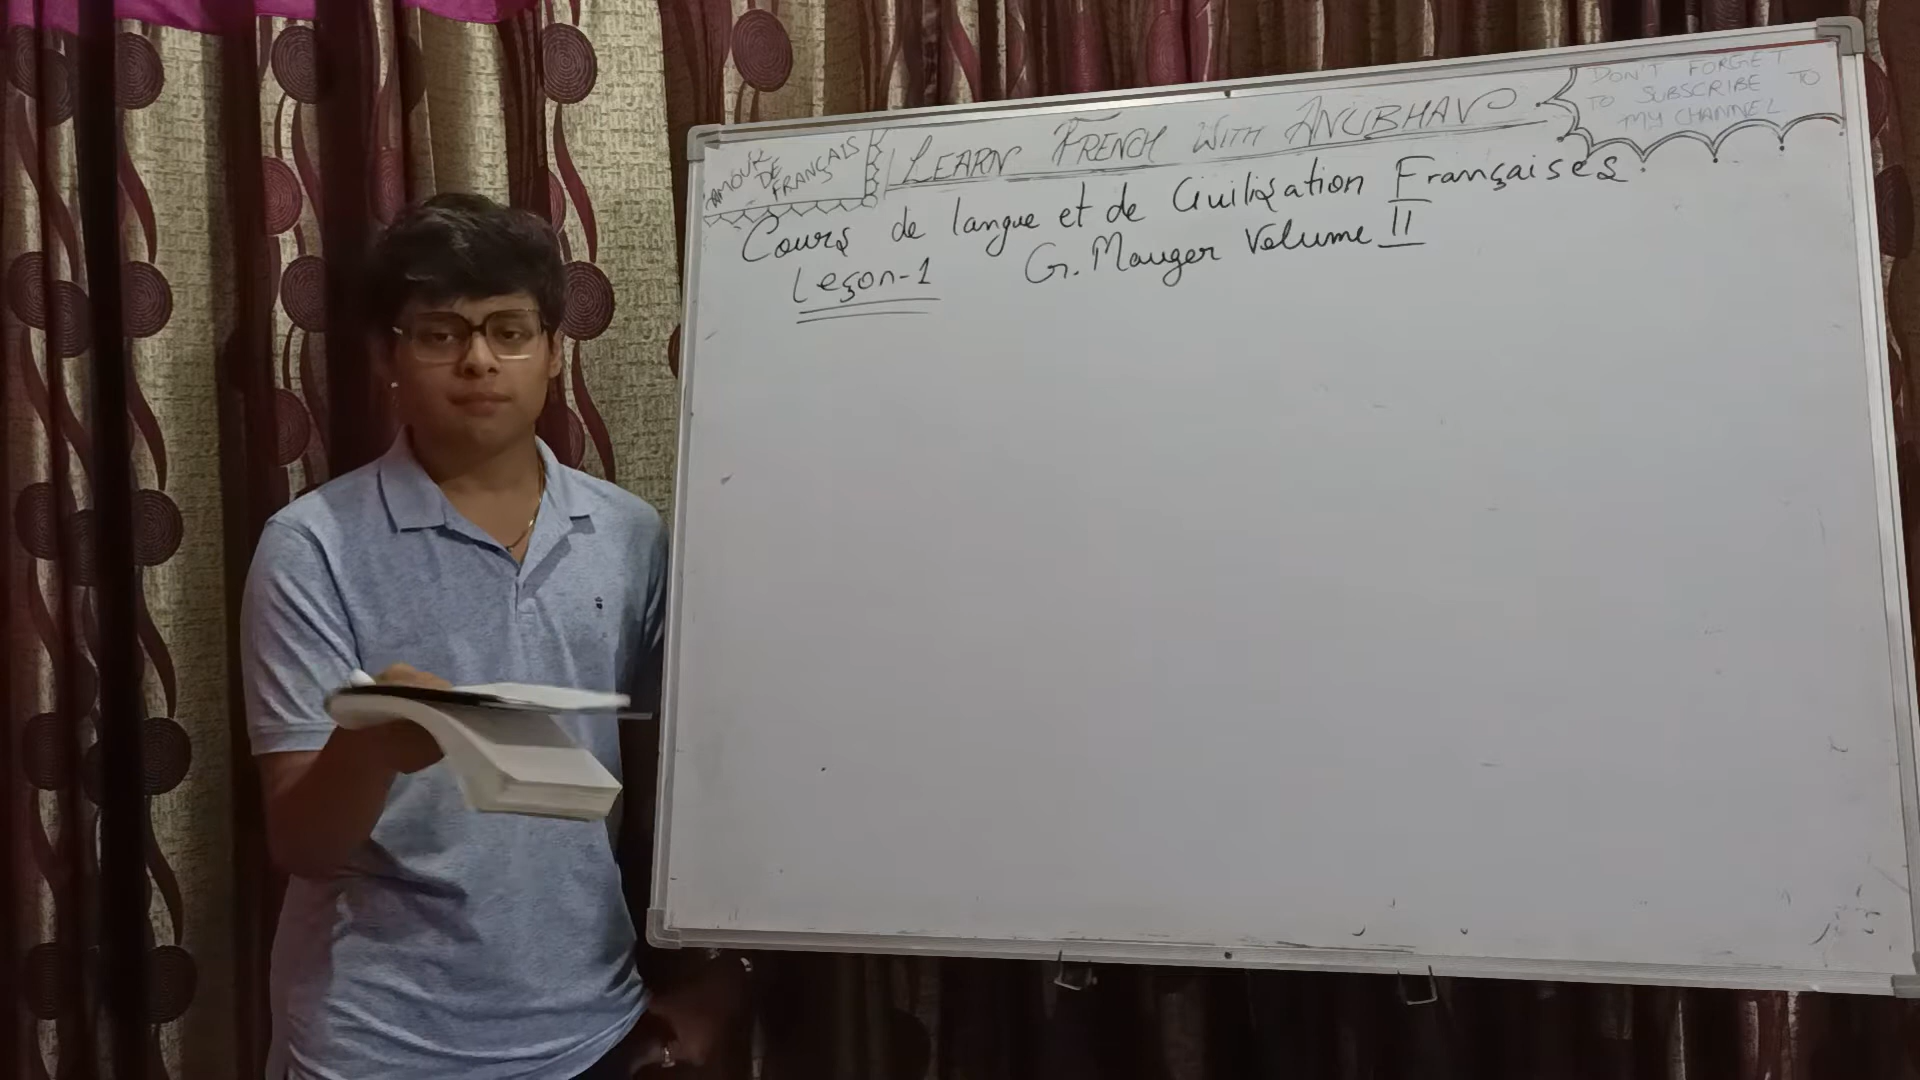 AMOUR
DE
FRANÇAIS
LEARN FRENCH WITH ANUBHAV
DON'T FORGET
TO SUBSCRIBE TO
MY CHANNEL
Cours de langue et de Civilisation Françaises.
Leçon-1 G. Mauger Volume II